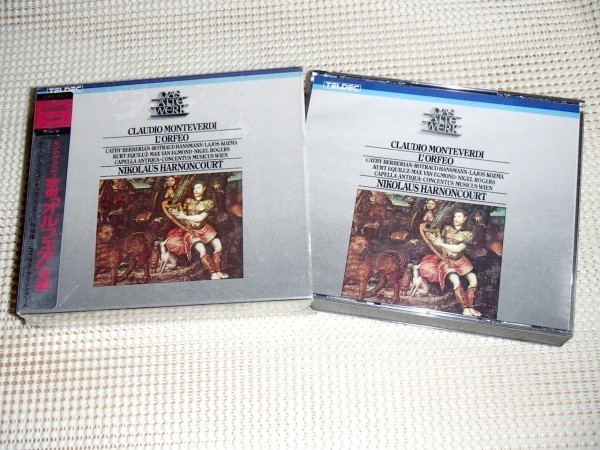 TELDEC
DAS
ALTE
WERK
CLAUDIO MONTEVERDI
L'ORFEO
CATHY BERBERIAN·ROTRAUD HANSMANN·LAJOS KOZMA
KURT EQUILUZ·MAX VAN EGMOND·NIGEL ROGERS
CAPELLA ANTIQUA·CONCENTUS MUSICUS WIEN
NIKOLAUS HARNONCOURT
TELDEC
DAS
ALTE
WERK
CLAUDIO MONTEVERDI
L'ORFEO
CATHY BERBERIAN·ROTRAUD HANSMANN·LAJOS KOZMA
KURT EQUILUZ·MAX VAN EGMOND·NIGEL ROGERS
CAPELLA ANTIQUA·CONCENTUS MUSICUS WIEN
NIKOLAUS HARNONCOURT